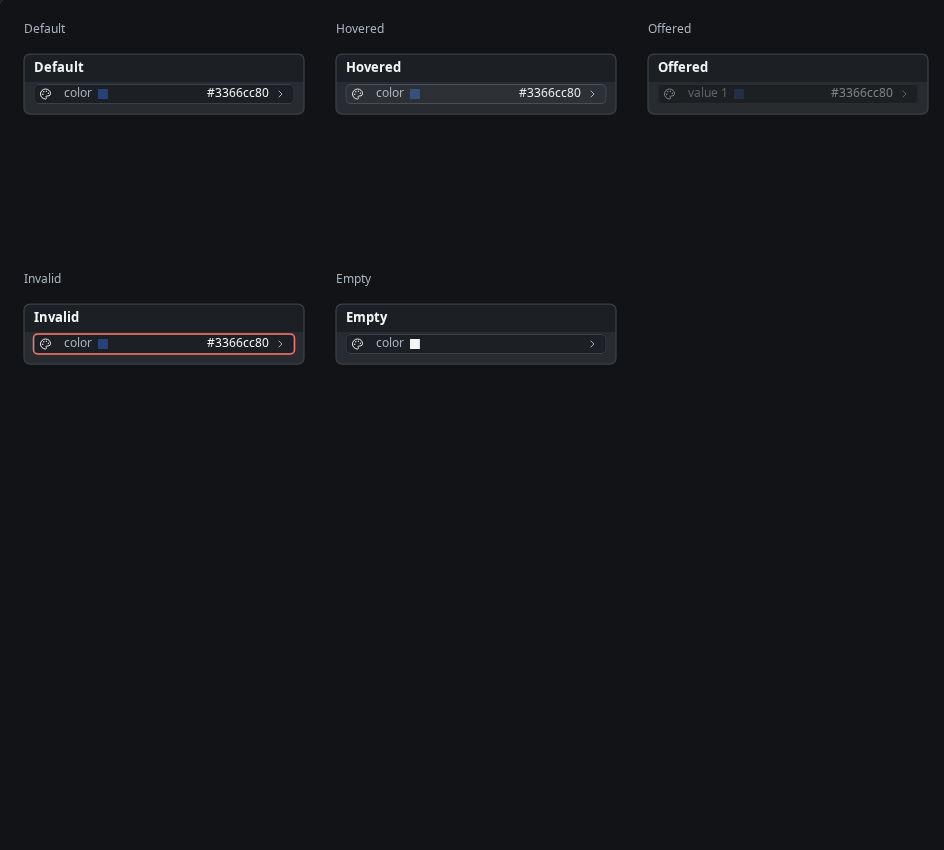 Default
Hovered
Offered
Default
Hovered
Offered
color #3366cc80
color #3366cc80
value 1 #3366cc80
Invalid
Empty
Invalid
Empty
color #3366cc80
color